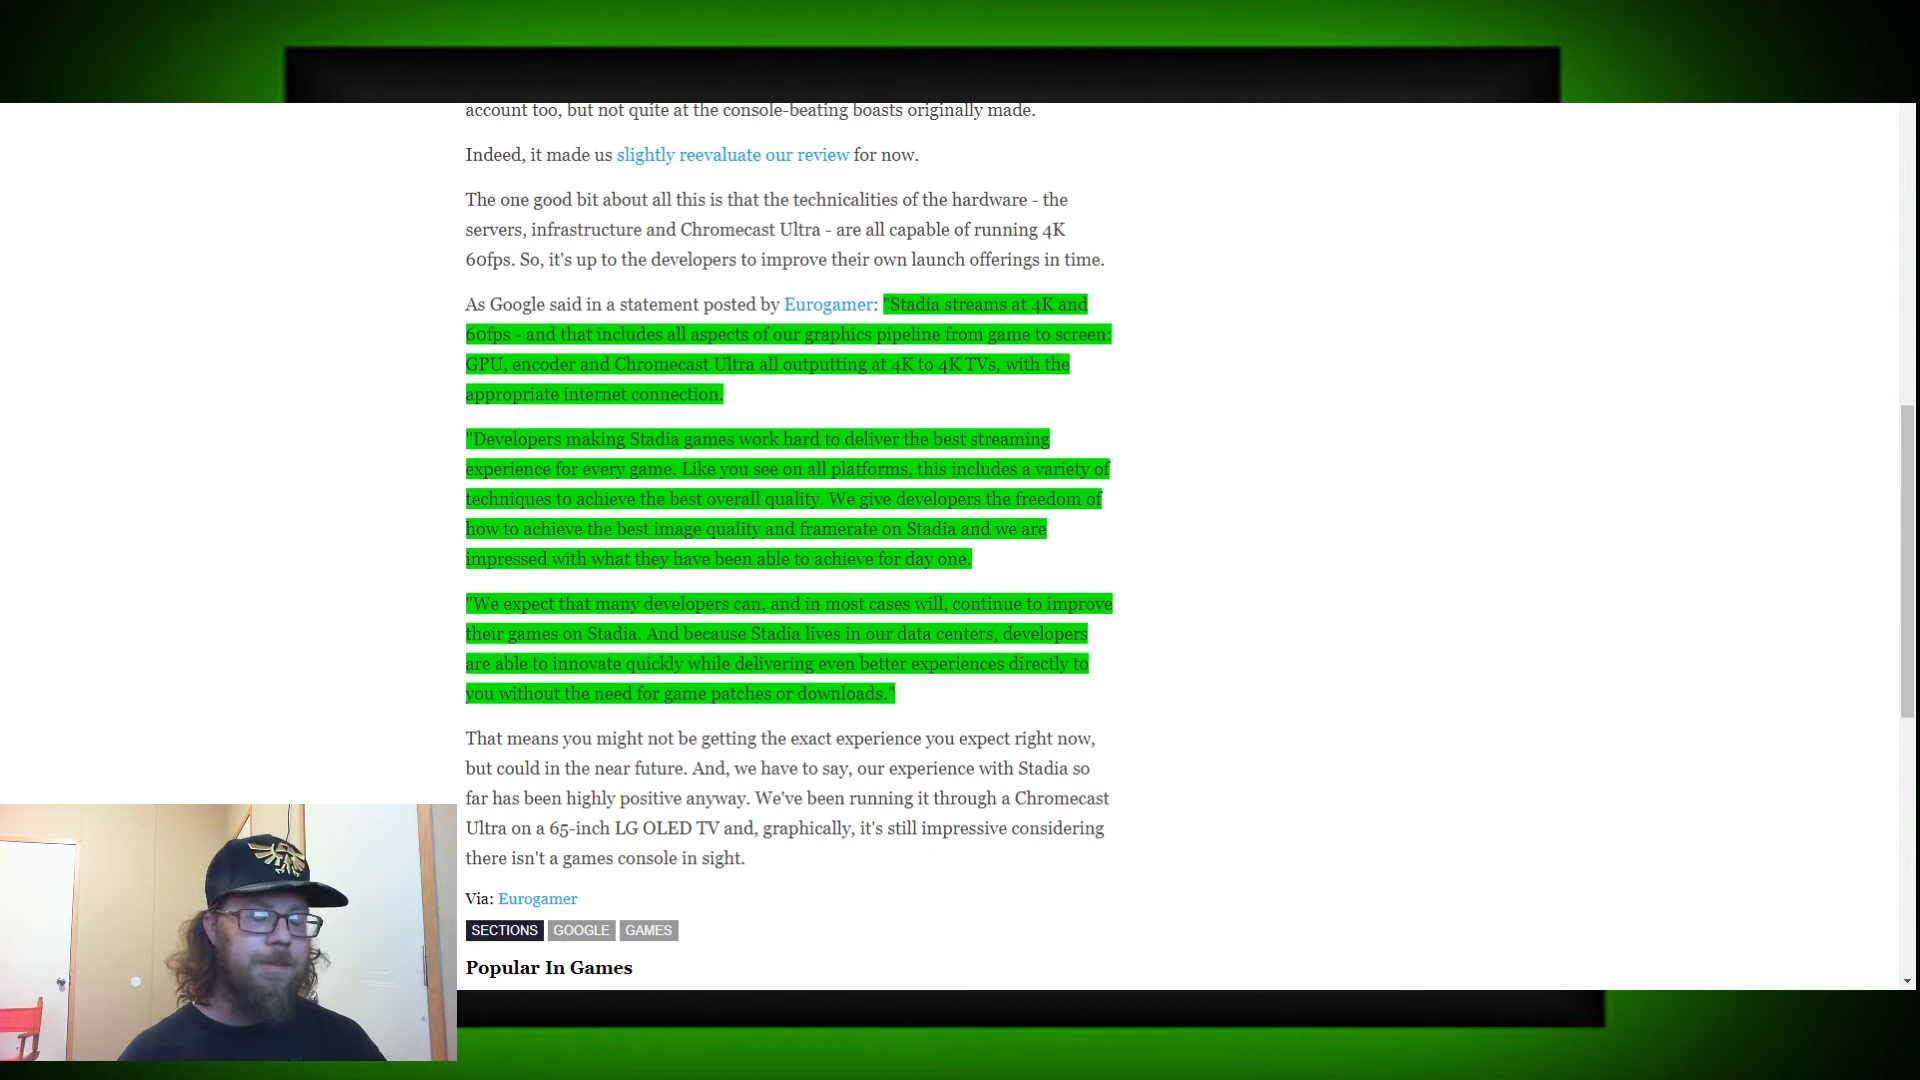 account too, but not quite at the console-beating boasts originally made.
Indeed, it made us slightly reevaluate our review for now.
The one good bit about all this is that the technicalities of the hardware - the
servers, infrastructure and Chromecast Ultra - are all capable of running 4K
60fps. So, it's up to the developers to improve their own launch offerings in time.
As Google said in a statement posted by Eurogamer: "Stadia streams at 4K and
60fps - and that includes all aspects of our graphics pipeline from game to screen:
GPU, encoder and Chromecast Ultra all outputting at 4K to 4K TVs, with the
appropriate internet connection.
"Developers making Stadia games work hard to deliver the best streaming
experience for every game. Like you see on all platforms, this includes a variety of
techniques to achieve the best overall quality. We give developers the freedom of
how to achieve the best image quality and framerate on Stadia and we are
impressed with what they have been able to achieve for day one.
"We expect that many developers can, and in most cases will, continue to improve
their games on Stadia. And because Stadia lives in our data centers, developers
are able to innovate quickly while delivering even better experiences directly to
you without the need for game patches or downloads."
That means you might not be getting the exact experience you expect right now,
but could in the near future. And, we have to say, our experience with Stadia so
far has been highly positive anyway. We've been running it through a Chromecast
Ultra on a 65-inch LG OLED TV and, graphically, it's still impressive considering
there isn't a games console in sight.
Via: Eurogamer
SECTIONS GOOGLE GAMES
Popular In Games